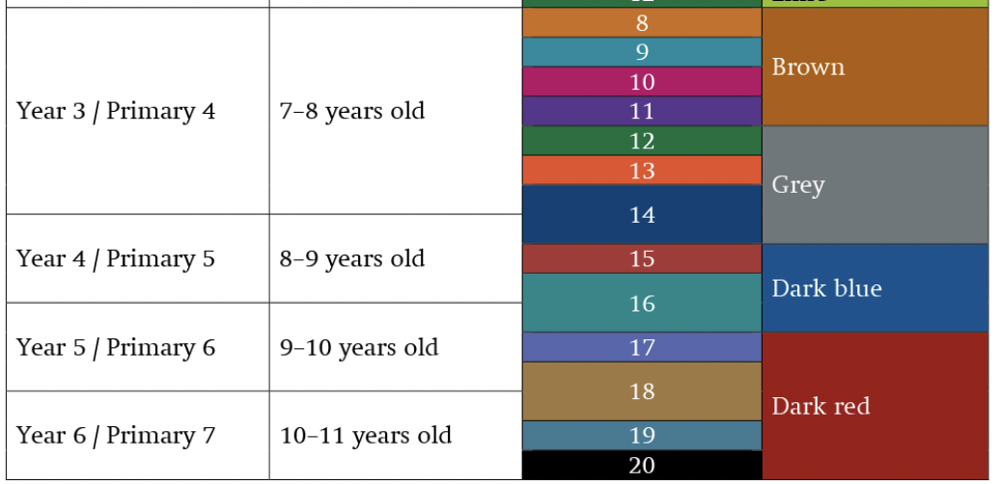 8
9
Brown
10
Year 3 / Primary 4
7–8 years old
11
12
13
Grey
14
Year 4 / Primary 5
8–9 years old
15
Dark blue
16
Year 5 / Primary 6
9–10 years old
17
18
Dark red
Year 6 / Primary 7
10–11 years old
19
20